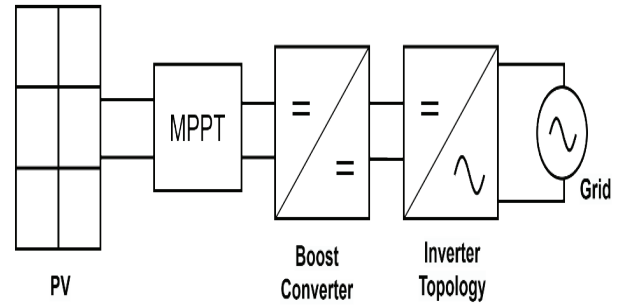 MPPT
Grid
PV
Boost
Converter
Inverter
Topology